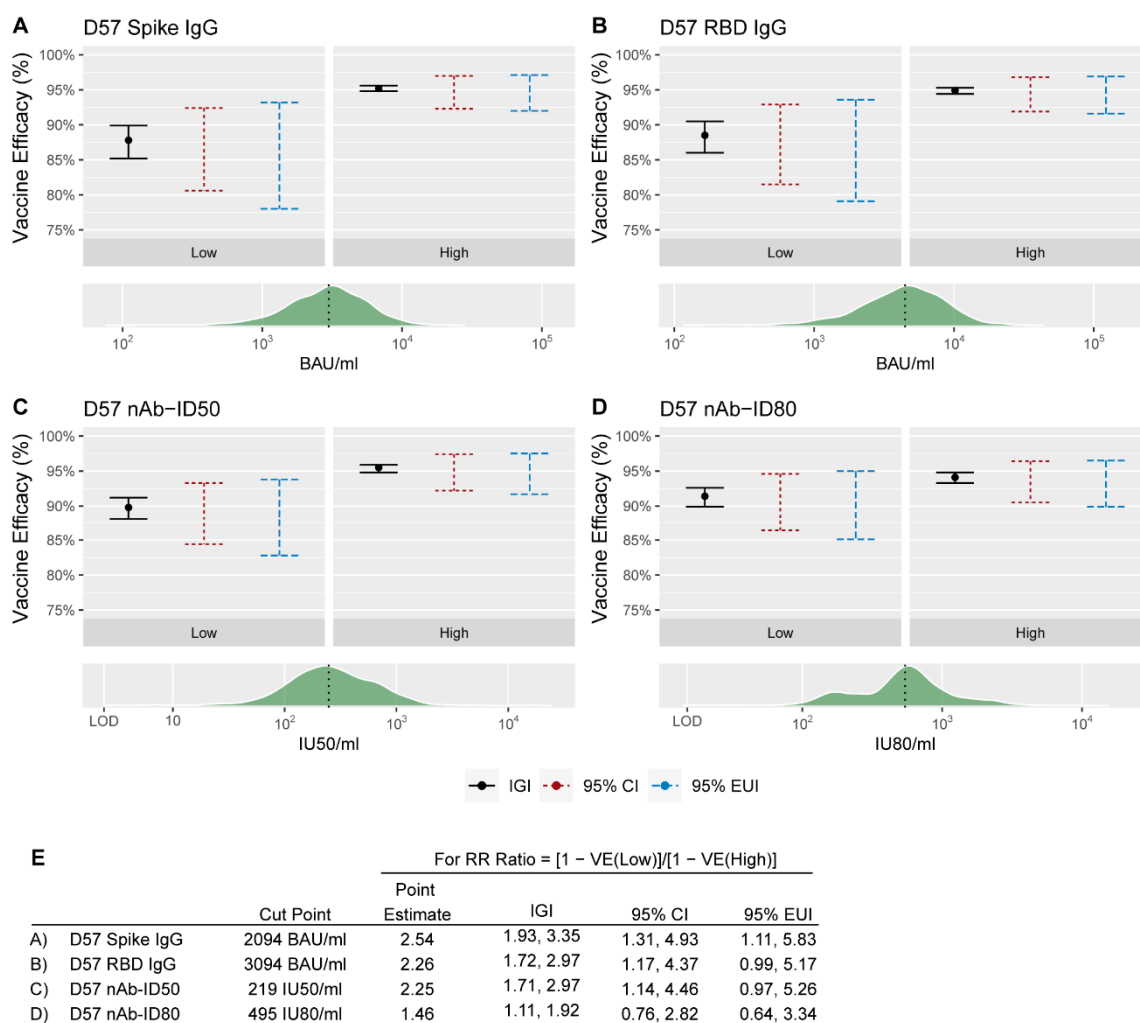 A D57 Spike IgG
Vaccine Efficacy (%)
100%
95%
90%
85%
80%
75%
Low High
10² 10³ 10⁴ 10⁵
BAU/ml
B D57 RBD IgG
Vaccine Efficacy (%)
100%
95%
90%
85%
80%
75%
Low High
10² 10³ 10⁴ 10⁵
BAU/ml
C D57 nAb−ID50
Vaccine Efficacy (%)
100%
95%
90%
85%
80%
75%
Low High
LOD 10 10² 10³ 10⁴
IU50/ml
D D57 nAb−ID80
Vaccine Efficacy (%)
100%
95%
90%
85%
80%
75%
Low High
LOD 10² 10³ 10⁴
IU80/ml
IGI 95% CI 95% EUI
E
For RR Ratio = [1 − VE(Low)]/[1 − VE(High)]
Point
Cut Point Estimate IGI 95% CI 95% EUI
A) D57 Spike IgG 2094 BAU/ml 2.54 1.93, 3.35 1.31, 4.93 1.11, 5.83
B) D57 RBD IgG 3094 BAU/ml 2.26 1.72, 2.97 1.17, 4.37 0.99, 5.17
C) D57 nAb-ID50 219 IU50/ml 2.25 1.71, 2.97 1.14, 4.46 0.97, 5.26
D) D57 nAb-ID80 495 IU80/ml 1.46 1.11, 1.92 0.76, 2.82 0.64, 3.34